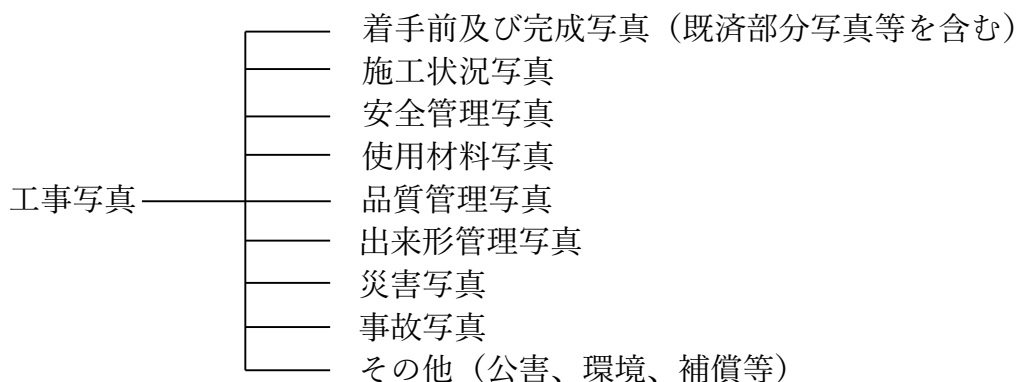 着手前及び完成写真（既済部分写真等を含む）
施工状況写真
安全管理写真
使用材料写真
工事写真
品質管理写真
出来形管理写真
災害写真
事故写真
その他（公害、環境、補償等）